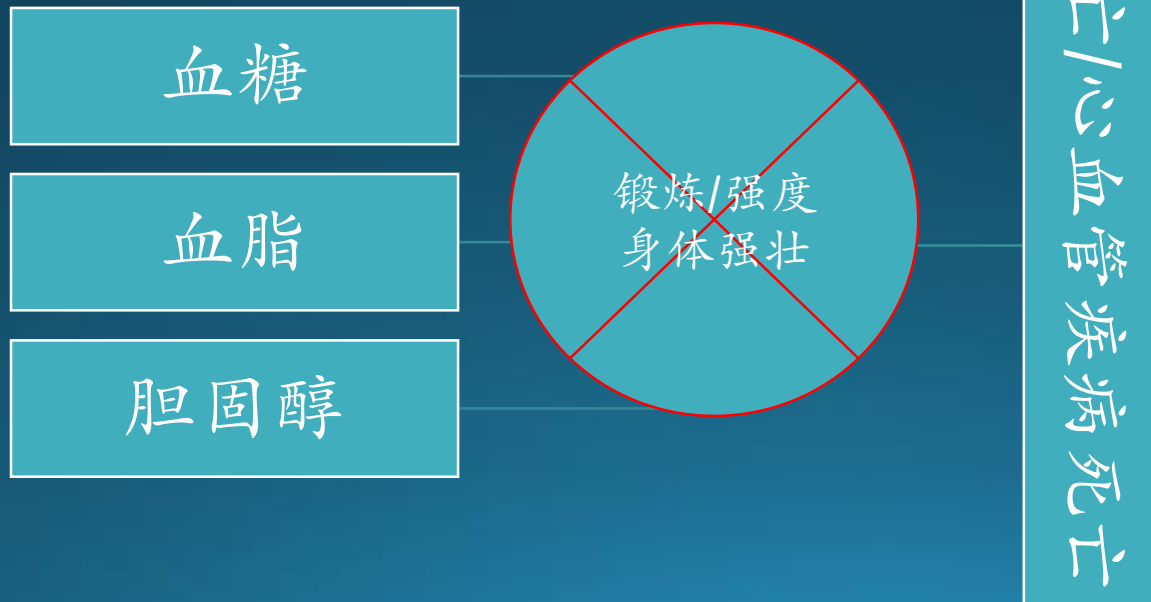 血糖
血脂
胆固醇
锻炼/强度
身体强壮
亡/心血管疾病死亡